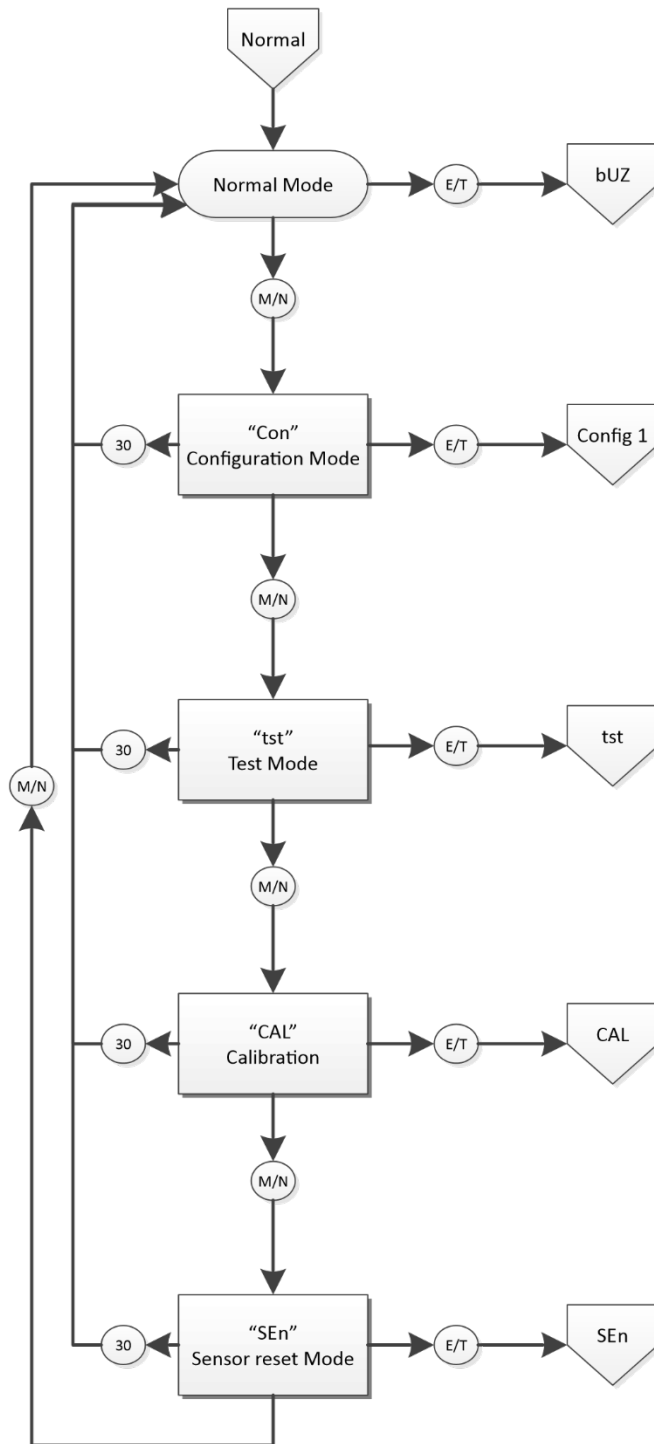 Normal
Normal Mode
E/T
bUZ
M/N
“Con”
Configuration Mode
30
E/T
Config 1
M/N
“tst”
Test Mode
30
E/T
tst
M/N
M/N
“CAL”
Calibration
30
E/T
CAL
M/N
“SEn”
Sensor reset Mode
30
E/T
SEn